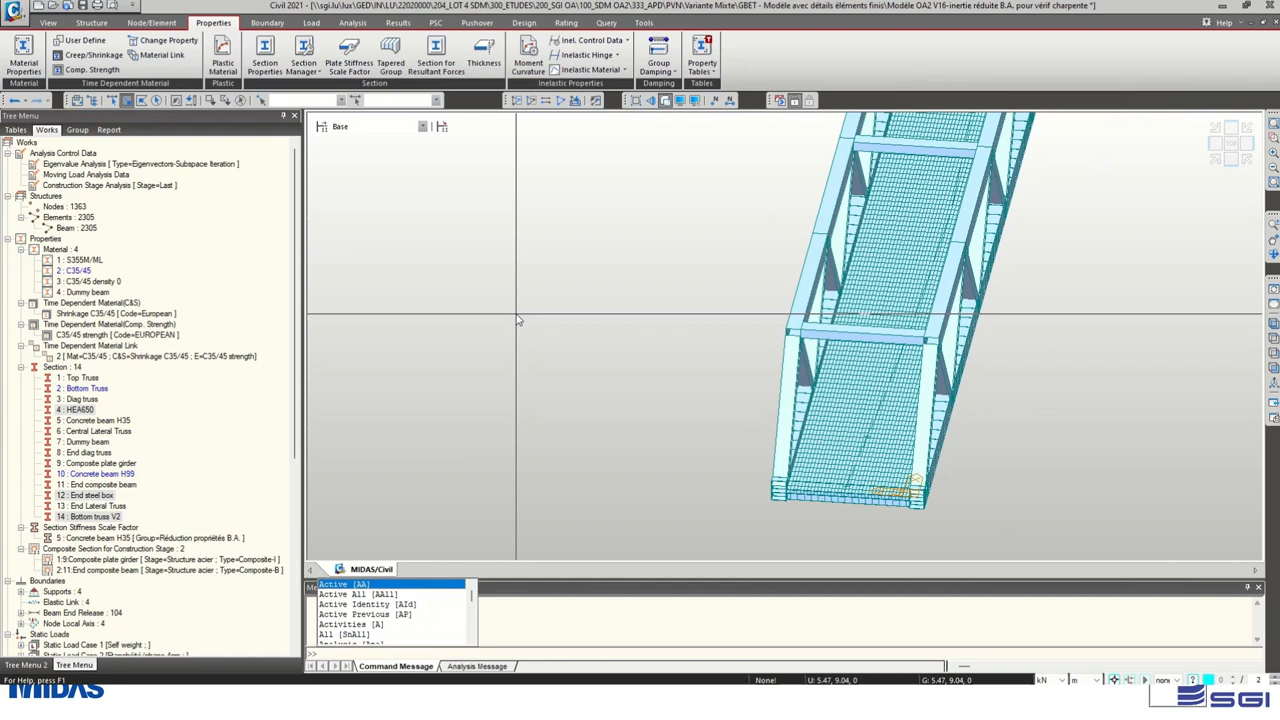 Civil 2021 - [\\sgi.lu\lux\GED\IN\LU\22020000\204_LOT 4 SDM\300_ETUDES\200_SGI OA\100_SDM OA2\333_APD\PVN\Variante Mixte\GBET - Modèle avec détails éléments finis\Modèle OA2 V16-inertie réduite B.A. pour vérif charpente *]
View Structure Node/Element Properties Boundary Load Analysis Results PSC Pushover Design Rating Query Tools Help
User Define Change Property Inel. Control Data
Creep/Shrinkage Material Link Inelastic Hinge
Comp. Strength Inelastic Material
Material Properties
Plastic Material
Section Properties
Section Manager
Plate Stiffness Scale Factor
Tapered Group
Section for Resultant Forces
Thickness
Moment Curvature
Group Damping
Property Tables
Material Time Dependent Material Plastic Section Inelastic Properties Damping Tables
Tree Menu
Tables Works Group Report
Base
TOP
Works
Analysis Control Data
Eigenvalue Analysis [ Type=Eigenvectors-Subspace Iteration ]
Moving Load Analysis Data
Construction Stage Analysis [ Stage=Last ]
Structures
Nodes : 1363
Elements : 2305
Beam : 2305
Properties
Material : 4
1 : S355M/ML
2 : C35/45
3 : C35/45 density 0
4 : Dummy beam
Time Dependent Material(C&S)
Shrinkage C35/45 [ Code=European ]
Time Dependent Material(Comp. Strength)
C35/45 strength [ Code=EUROPEAN ]
Time Dependent Material Link
2 [ Mat=C35/45 ; C&S=Shrinkage C35/45 ; E=C35/45 strength]
Section : 14
1 : Top Truss
2 : Bottom Truss
3 : Diag truss
4 : HEA650
5 : Concrete beam H35
6 : Central Lateral Truss
7 : Dummy beam
8 : End diag truss
9 : Composite plate girder
10 : Concrete beam H99
11 : End composite beam
12 : End steel box
13 : End Lateral Truss
14 : Bottom truss V2
Section Stiffness Scale Factor
5 : Concrete beam H35 [ Group=Réduction propriétés B.A. ]
Composite Section for Construction Stage : 2
1:9:Composite plate girder [ Stage=Structure acier ; Type=Composite-I ]
2:11:End composite beam [ Stage=Structure acier ; Type=Composite-B ]
Boundaries
Supports : 4
Elastic Link : 4
Beam End Release : 104
Node Local Axis : 4
Static Loads
Static Load Case 1 [Self weight ; ]
MIDAS/Civil
Active [AA]
Active All [AAll]
Active Identity [AId]
Active Previous [AP]
Activities [A]
All [SnAll]
>>
Tree Menu 2 Tree Menu
Command Message Analysis Message
For Help, press F1 None! U: 5.47, 9.04, 0 G: 5.47, 9.04, 0 kN m none ? 0 / 2
MIDAS
SGI